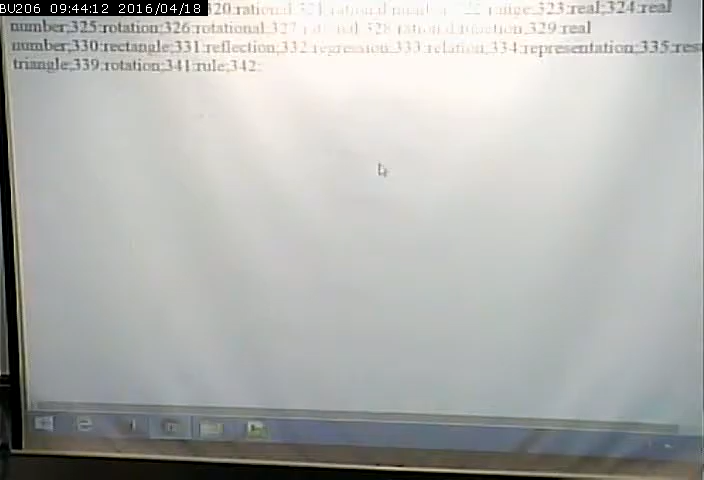 BU206 09:44:12 2016/04/18
320:rational 321:rational number 322 range;323:real;324:real
number;325:rotation;326:rotational,327 328 rational function,329:real
number;330:rectangle;331:reflection;332:regression;333:relation;334:representation;335:res
triangle;339:rotation;341:rule;342: